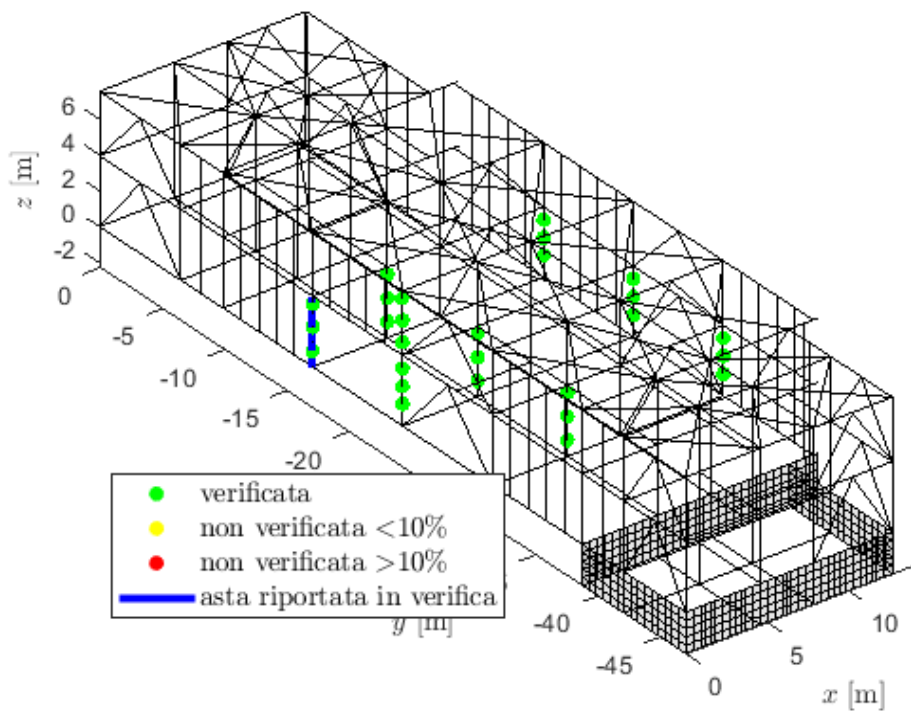 6
4
2
0
-2
z [m]
0
-5
-10
-15
-20
verificata
non verificata <10%
non verificata >10%
asta riportata in verifica
y [m]
-40
-45
0
5
10
x [m]